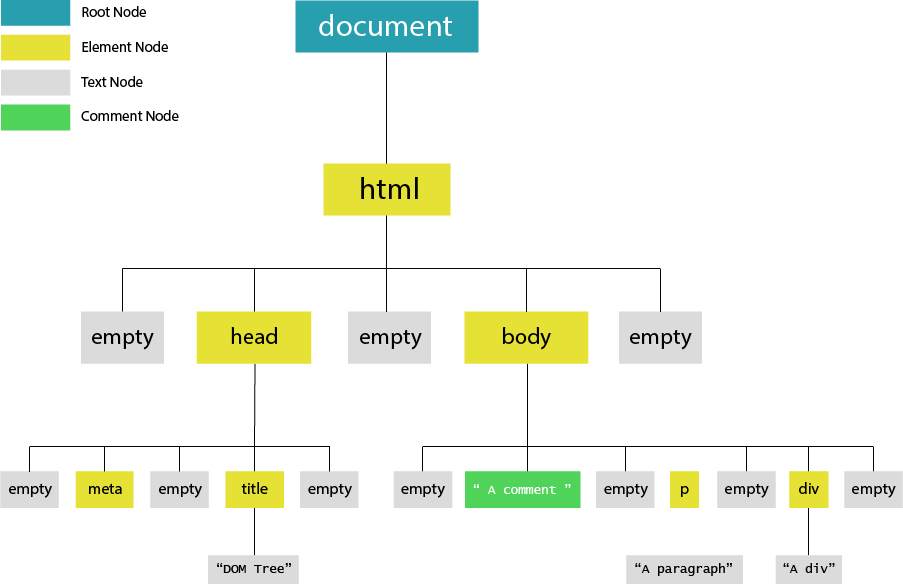 Root Node
Element Node
Text Node
Comment Node
document
html
empty head empty body empty
empty meta empty title empty empty “ A comment ” empty p empty div empty
“DOM Tree” “A paragraph” “A div”